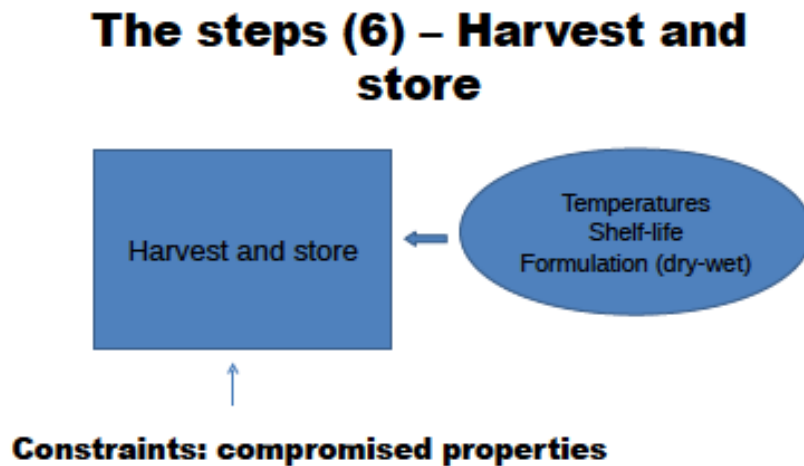 The steps (6) – Harvest and
store
Harvest and store
Temperatures
Shelf-life
Formulation (dry-wet)
Constraints: compromised properties